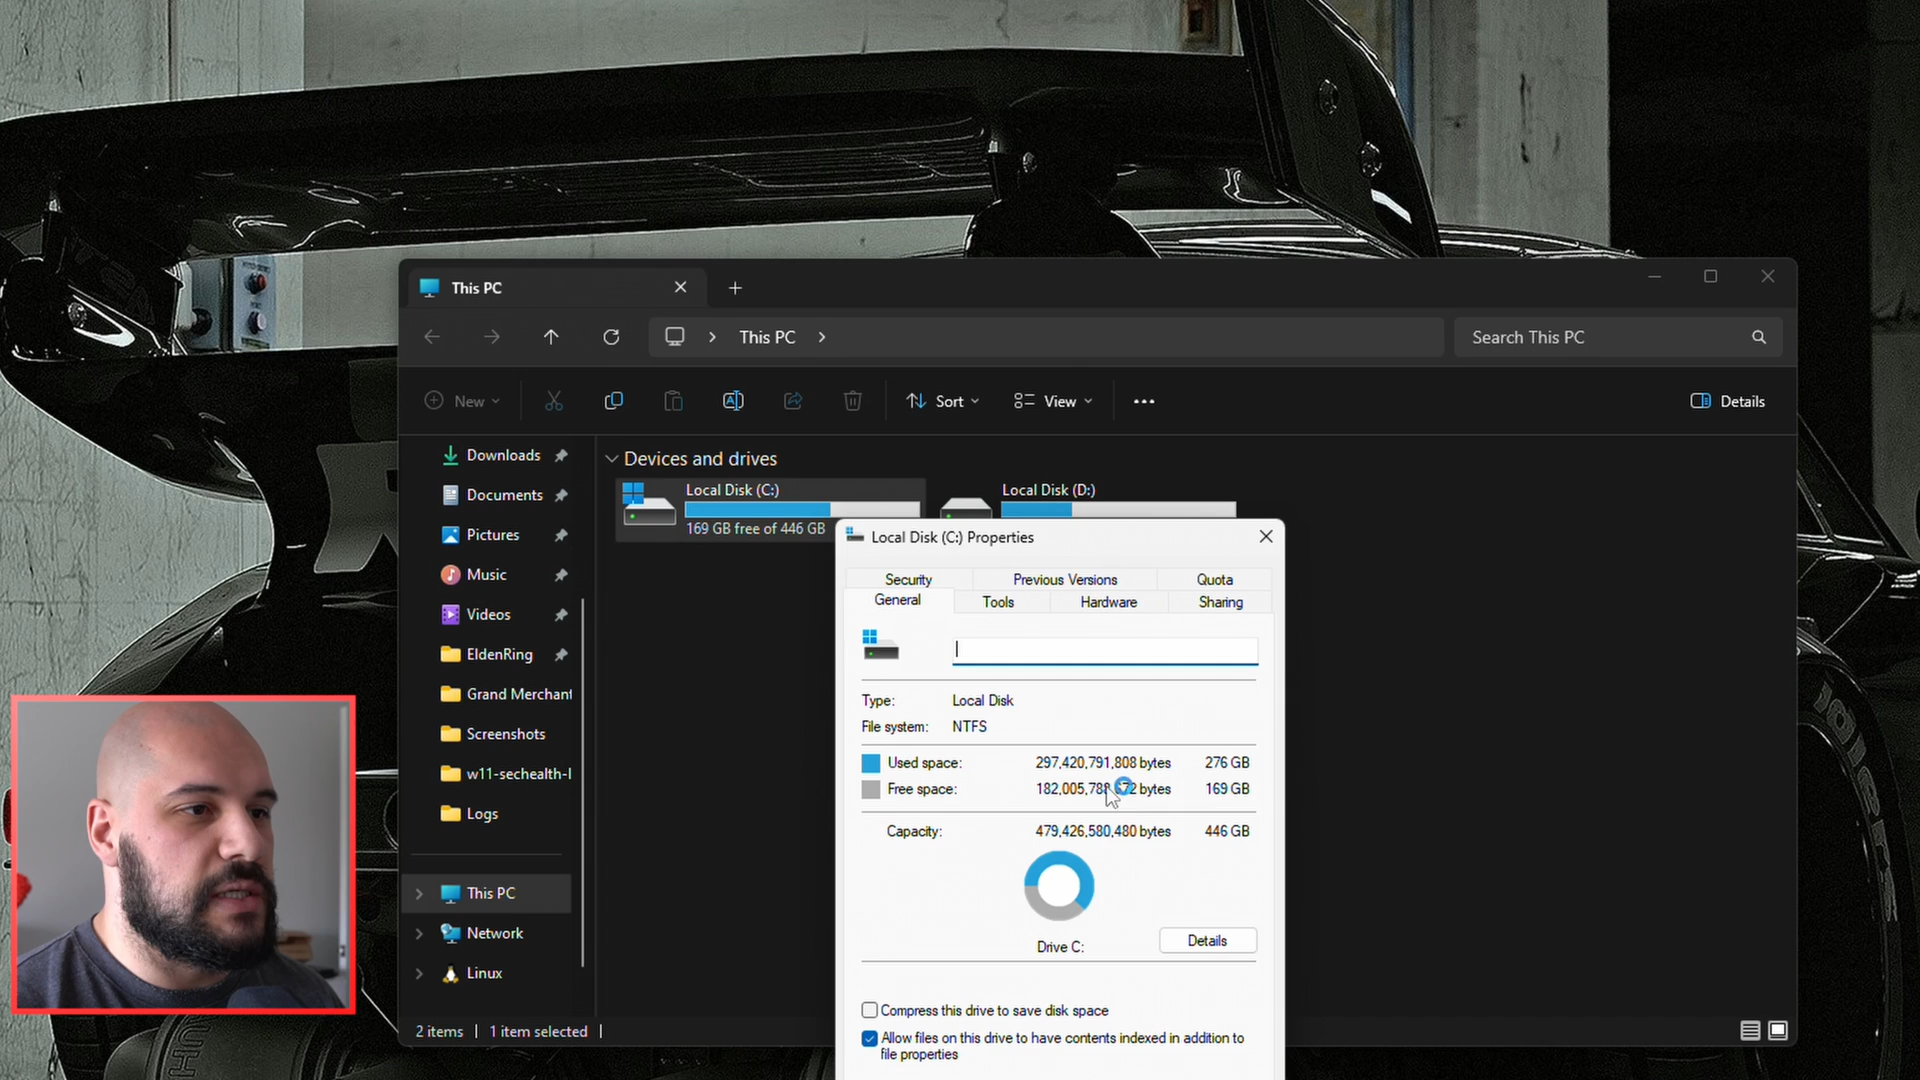 This PC
This PC
Search This PC
New
Sort
View
Details
Downloads
Documents
Pictures
Music
Videos
EldenRing
Grand Merchant
Screenshots
w11-sechealth-
Logs
This PC
Network
Linux
Devices and drives
Local Disk (C:)
169 GB free of 446 GB
Local Disk (D:)
2 items
1 item selected
Local Disk (C:) Properties
Security
Previous Versions
Quota
General
Tools
Hardware
Sharing
Type: Local Disk
File system: NTFS
Used space: 297,420,791,808 bytes 276 GB
Free space: bytes 169 GB
Capacity: 479,426,580,480 bytes 446 GB
Drive C:
Details
Compress this drive to save disk space
Allow files on this drive to have contents indexed in addition to
file properties